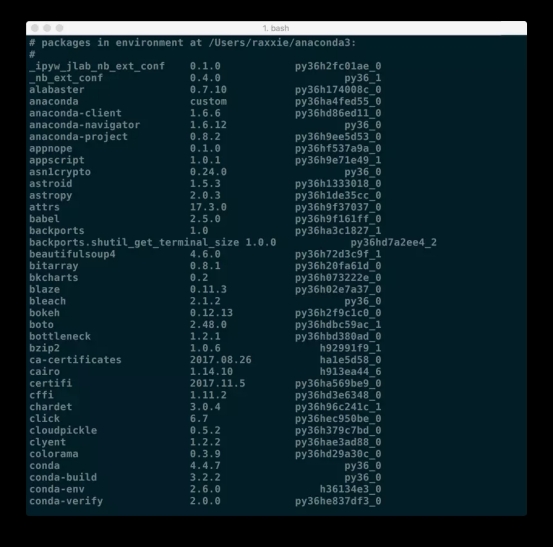 1. bash
# packages in environment at /Users/raxxie/anaconda3:
#
_ipyw_jlab_nb_ext_conf 0.1.0 py36h2fc01ae_0
_nb_ext_conf 0.4.0 py36_1
alabaster 0.7.10 py36h174008c_0
anaconda custom py36ha4fed55_0
anaconda-client 1.6.6 py36hd86ed11_0
anaconda-navigator 1.6.12 py36_0
anaconda-project 0.8.2 py36h9ee5d53_0
appnope 0.1.0 py36hf537a9a_0
appscript 1.0.1 py36h9e71e49_1
asn1crypto 0.24.0 py36_0
astroid 1.5.3 py36h1333018_0
astropy 2.0.3 py36h1de35cc_0
attrs 17.3.0 py36h9f37037_0
babel 2.5.0 py36h9f161ff_0
backports 1.0 py36ha3c1827_1
backports.shutil_get_terminal_size 1.0.0 py36hd7a2ee4_2
beautifulsoup4 4.6.0 py36h72d3c9f_1
bitarray 0.8.1 py36h20fa61d_0
bkcharts 0.2 py36h073222e_0
blaze 0.11.3 py36h02e7a37_0
bleach 2.1.2 py36_0
bokeh 0.12.13 py36h2f9c1c0_0
boto 2.48.0 py36hdbc59ac_1
bottleneck 1.2.1 py36hbd380ad_0
bzip2 1.0.6 h92991f9_1
ca-certificates 2017.08.26 ha1e5d58_0
cairo 1.14.10 h913ea44_6
certifi 2017.11.5 py36ha569be9_0
cffi 1.11.2 py36hd3e6348_0
chardet 3.0.4 py36h96c241c_1
click 6.7 py36hec950be_0
cloudpickle 0.5.2 py36h379c7bd_0
clyent 1.2.2 py36hae3ad88_0
colorama 0.3.9 py36hd29a30c_0
conda 4.4.7 py36_0
conda-build 3.2.2 py36_0
conda-env 2.6.0 h36134e3_0
conda-verify 2.0.0 py36he837df3_0